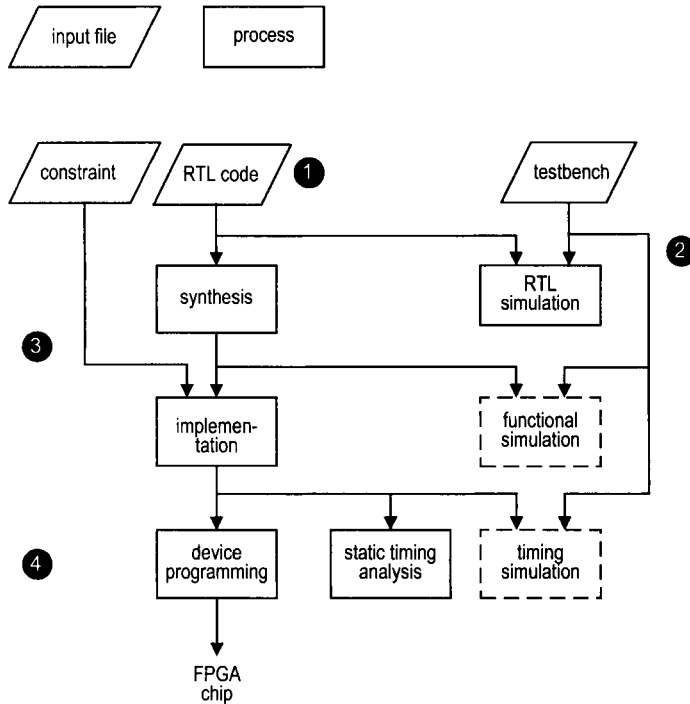 input file
process
constraint
RTL code
1
testbench
2
synthesis
RTL
simulation
3
implemen-
tation
functional
simulation
4
device
programming
static timing
analysis
timing
simulation
FPGA
chip